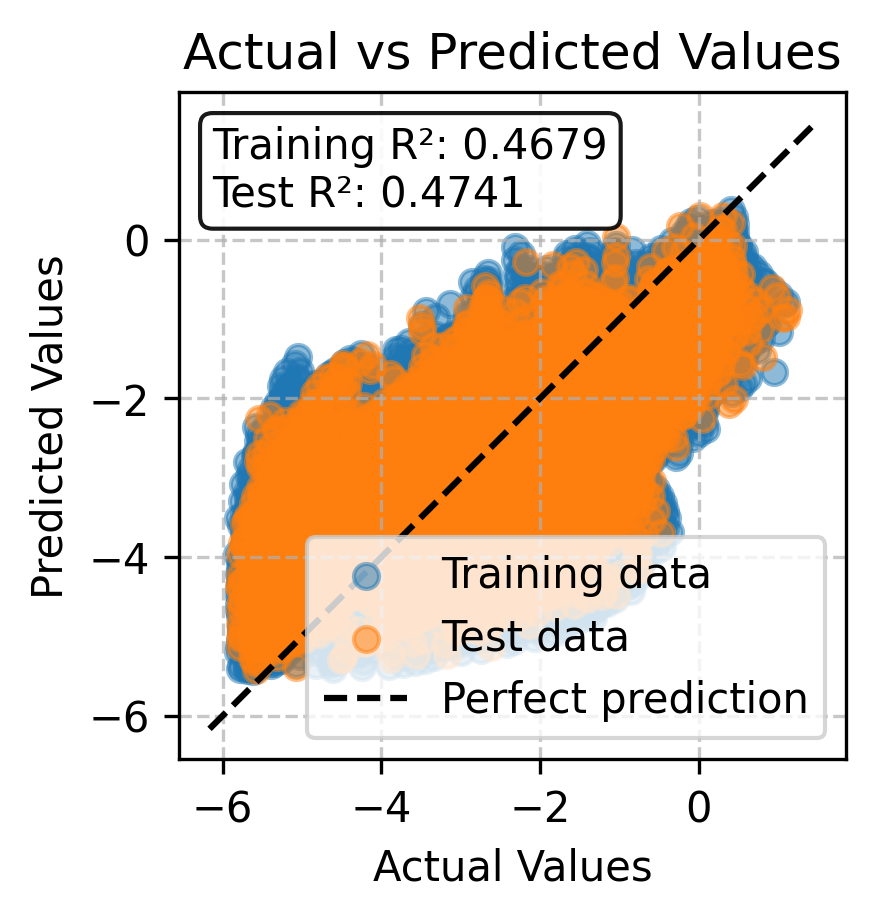 Actual vs Predicted Values
Training R²: 0.4679
Test R²: 0.4741
Predicted Values
0
−2
−4
−6
Training data
Test data
Perfect prediction
−6 −4 −2 0
Actual Values